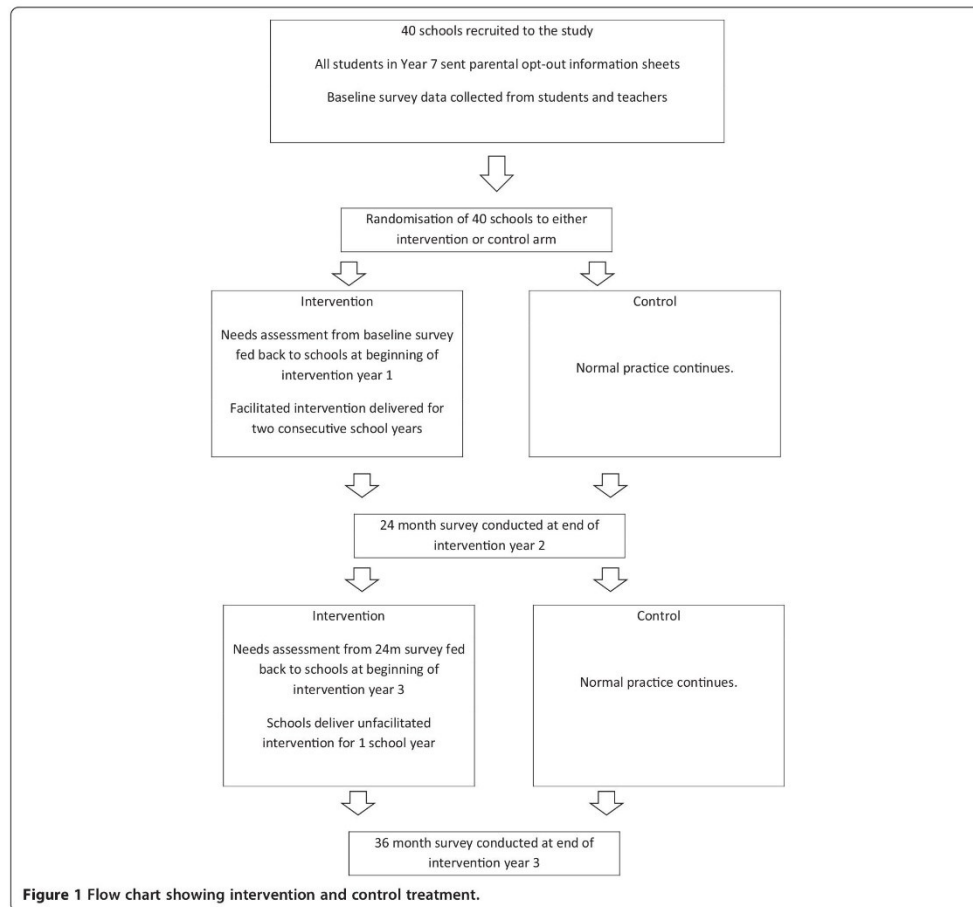 40 schools recruited to the study
All students in Year 7 sent parental opt-out information sheets
Baseline survey data collected from students and teachers
Randomisation of 40 schools to either
intervention or control arm
Intervention
Needs assessment from baseline survey
fed back to schools at beginning of
intervention year 1
Facilitated intervention delivered for
two consecutive school years
Control
Normal practice continues.
24 month survey conducted at end of
intervention year 2
Intervention
Needs assessment from 24m survey fed
back to schools at beginning of
intervention year 3
Schools deliver unfacilitated
intervention for 1 school year
Control
Normal practice continues.
36 month survey conducted at end of
intervention year 3
Figure 1 Flow chart showing intervention and control treatment.